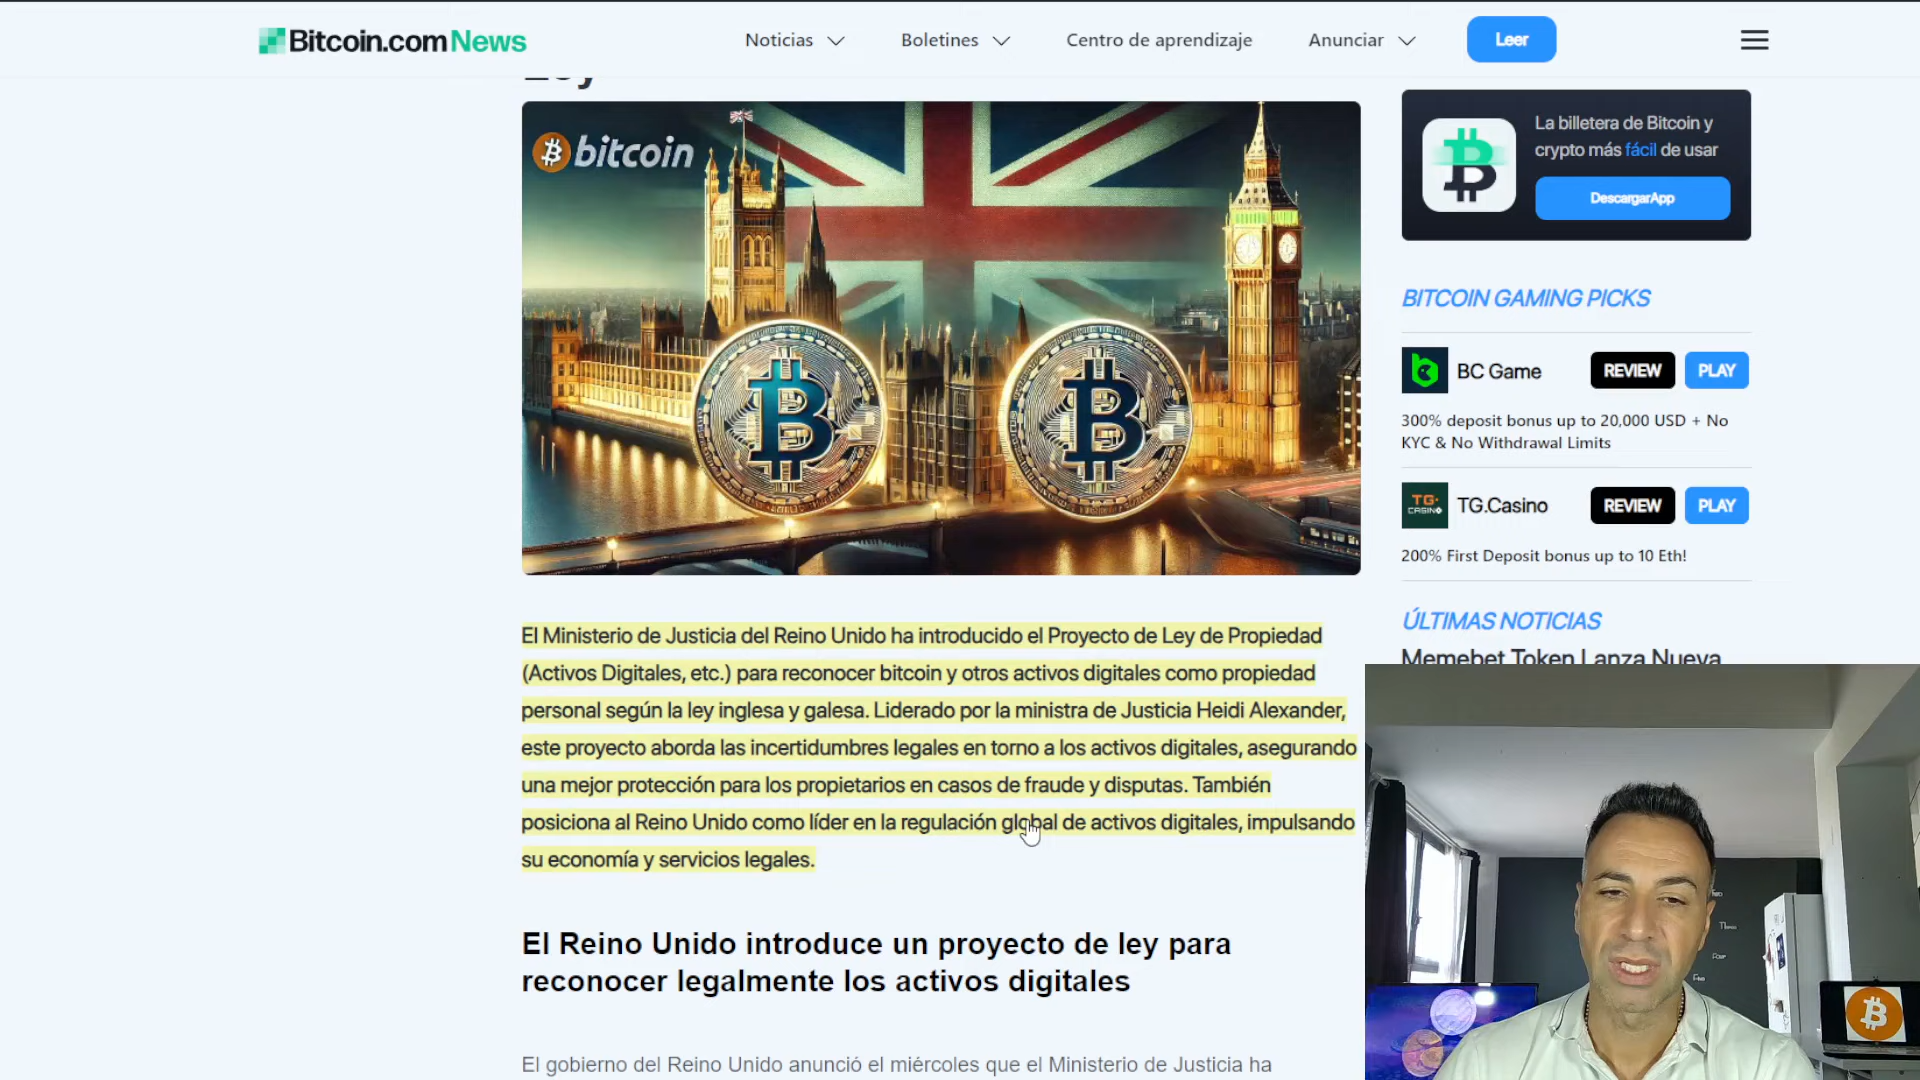 Bitcoin.com News
Noticias
Boletines
Centro de aprendizaje
Anunciar
Leer
Ley
bitcoin
La billetera de Bitcoin y
crypto más fácil de usar
DescargarApp
BITCOIN GAMING PICKS
BC Game
REVIEW
PLAY
300% deposit bonus up to 20,000 USD + No
KYC & No Withdrawal Limits
TG.
CASINO
TG.Casino
REVIEW
PLAY
200% First Deposit bonus up to 10 Eth!
ÚLTIMAS NOTICIAS
Memebet Token Lanza Nueva
El Ministerio de Justicia del Reino Unido ha introducido el Proyecto de Ley de Propiedad
(Activos Digitales, etc.) para reconocer bitcoin y otros activos digitales como propiedad
personal según la ley inglesa y galesa. Liderado por la ministra de Justicia Heidi Alexander,
este proyecto aborda las incertidumbres legales en torno a los activos digitales, asegurando
una mejor protección para los propietarios en casos de fraude y disputas. También
posiciona al Reino Unido como líder en la regulación global de activos digitales, impulsando
su economía y servicios legales.
El Reino Unido introduce un proyecto de ley para
reconocer legalmente los activos digitales
El gobierno del Reino Unido anunció el miércoles que el Ministerio de Justicia ha